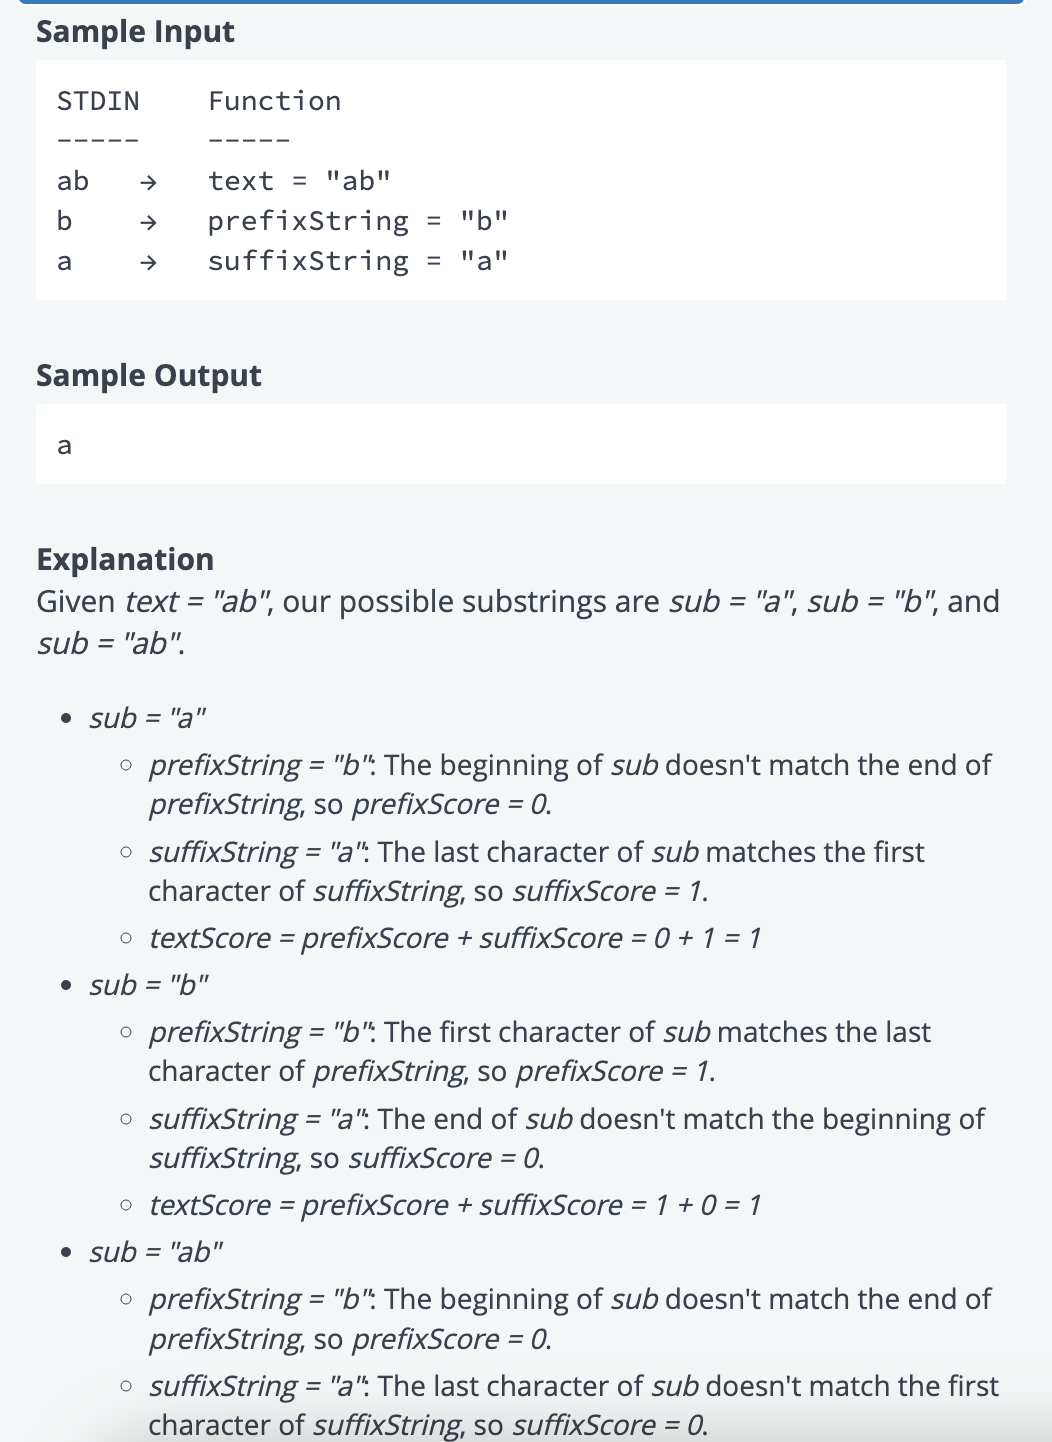 Sample Input
STDIN    Function
-----    -----
ab   →   text = "ab"
b    →   prefixString = "b"
a    →   suffixString = "a"
Sample Output
a
Explanation
Given text = "ab", our possible substrings are sub = "a", sub = "b", and
sub = "ab".
• sub = "a"
○ prefixString = "b": The beginning of sub doesn't match the end of
prefixString, so prefixScore = 0.
○ suffixString = "a": The last character of sub matches the first
character of suffixString, so suffixScore = 1.
○ textScore = prefixScore + suffixScore = 0 + 1 = 1
• sub = "b"
○ prefixString = "b": The first character of sub matches the last
character of prefixString, so prefixScore = 1.
○ suffixString = "a": The end of sub doesn't match the beginning of
suffixString, so suffixScore = 0.
○ textScore = prefixScore + suffixScore = 1 + 0 = 1
• sub = "ab"
○ prefixString = "b": The beginning of sub doesn't match the end of
prefixString, so prefixScore = 0.
○ suffixString = "a": The last character of sub doesn't match the first
character of suffixString, so suffixScore = 0.